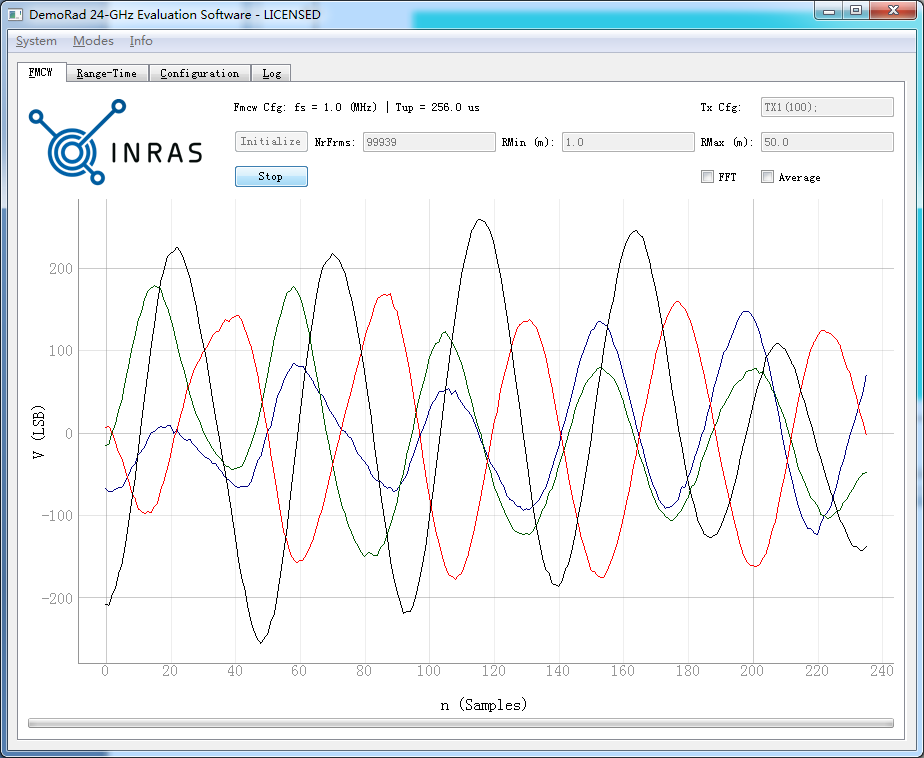 DemoRad 24-GHz Evaluation Software - LICENSED
System Modes Info
FMCW Range-Time Configuration Log
Fmcw Cfg: fs = 1.0 (MHz) | Tup = 256.0 us Tx Cfg: TX1(100);
Initialize NrFrms: 99939 RMin (m): 1.0 RMax (m): 50.0
INRAS
Stop FFT Average
200
100
0
-100
-200
V (LSB)
0 20 40 60 80 100 120 140 160 180 200 220 240
n (Samples)